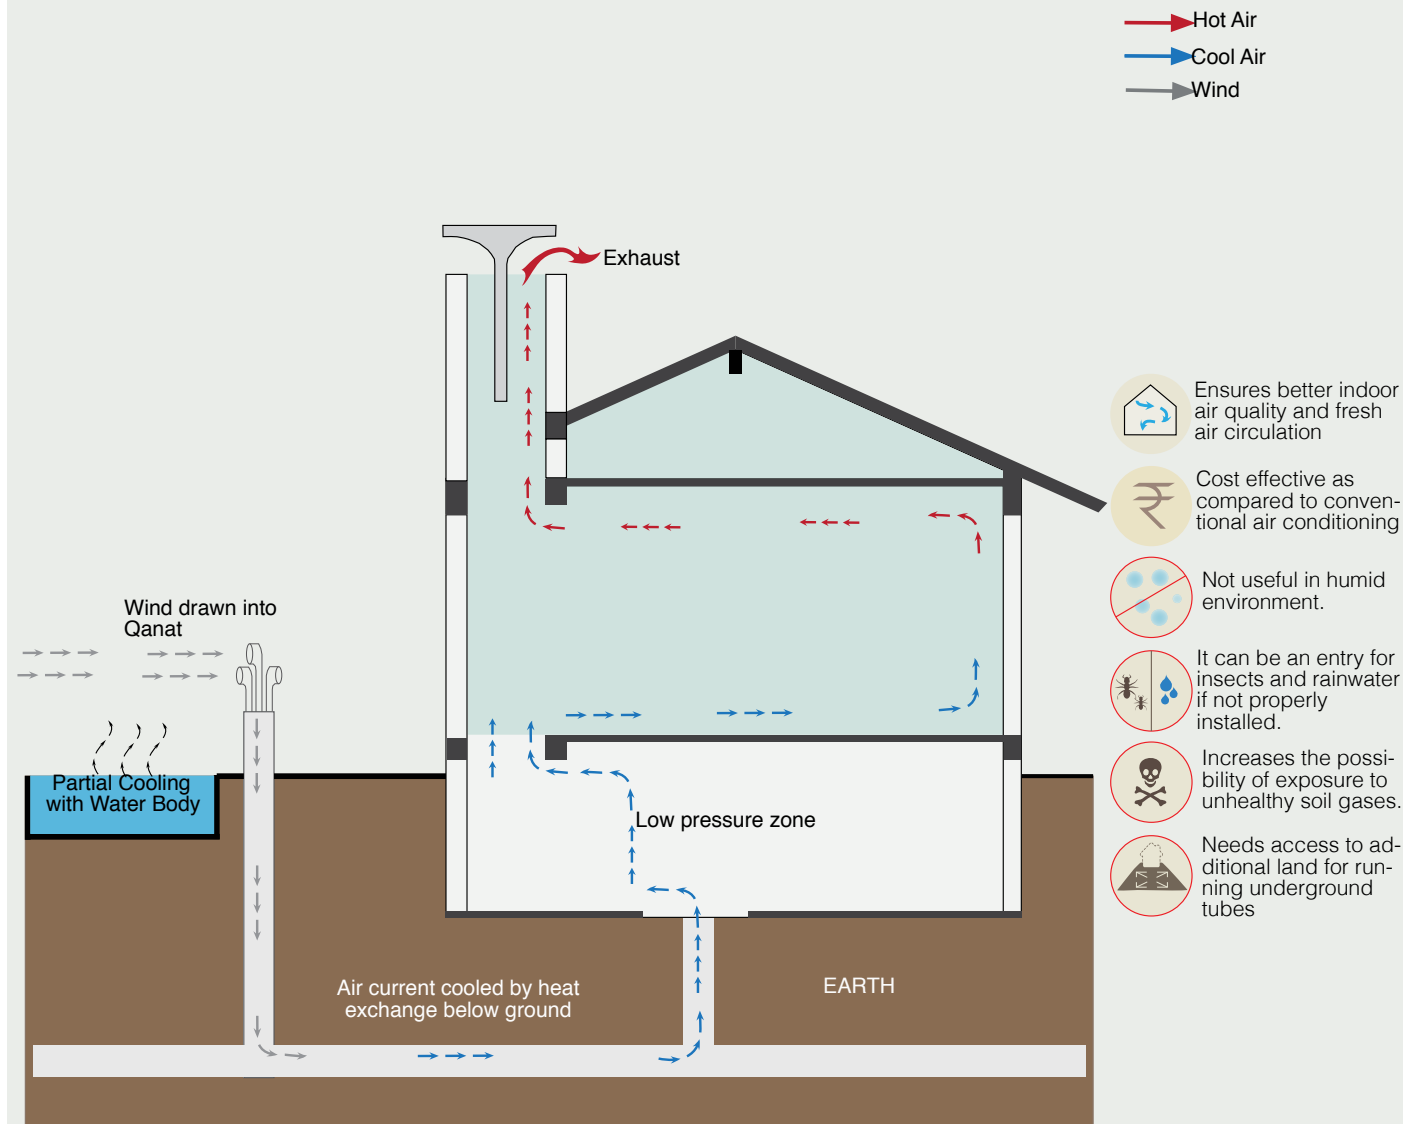 Hot Air
Cool Air
Wind
Exhaust
Ensures better indoor
air quality and fresh
air circulation
Cost effective as
compared to conven-
tional air conditioning
Not useful in humid
environment.
Wind drawn into
Qanat
It can be an entry for
insects and rainwater
if not properly
installed.
Partial Cooling
with Water Body
Increases the possi-
bility of exposure to
unhealthy soil gases.
Low pressure zone
Needs access to ad-
ditional land for run-
ning underground
tubes
Air current cooled by heat
exchange below ground
EARTH